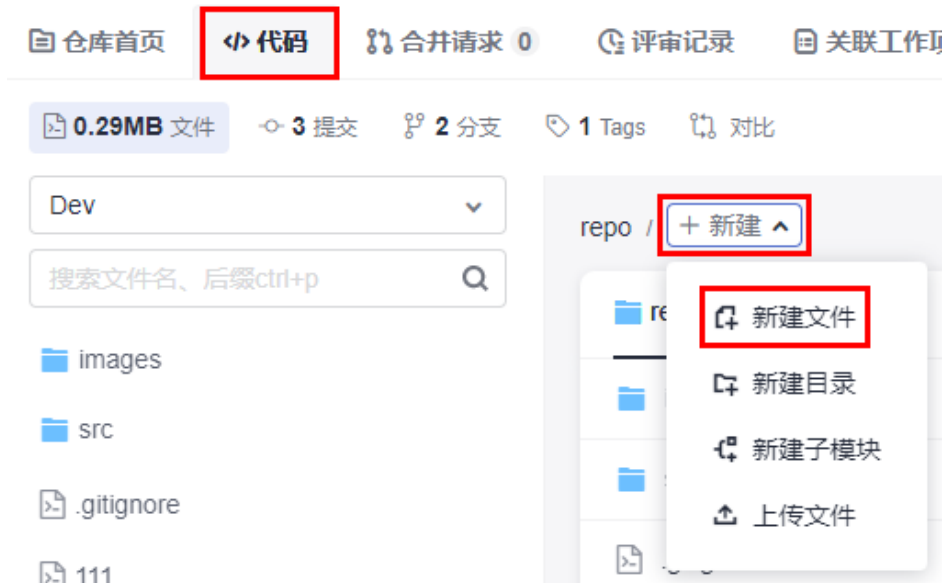 仓库首页 代码 合并请求 0 评审记录 关联工作项
0.29MB 文件 3 提交 2 分支 1 Tags 对比
Dev
搜索文件名、后缀ctrl+p
images
src
.gitignore
111
repo / + 新建
re
新建文件
新建目录
新建子模块
上传文件